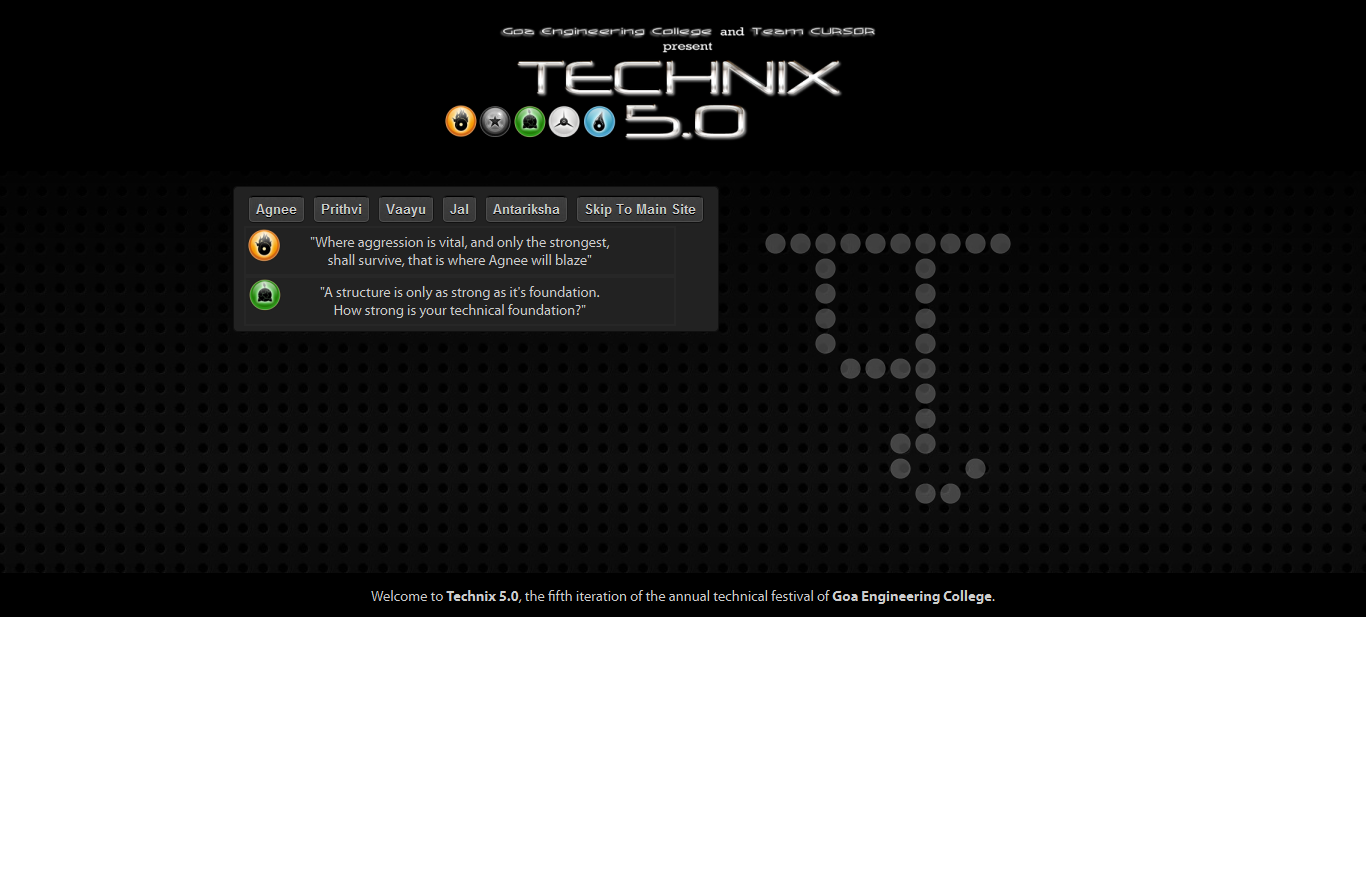 Goa Engineering College and Team CURSOR
present
TECHNIX
5.0
Agnee Prithvi Vaayu Jal Antariksha Skip To Main Site
"Where aggression is vital, and only the strongest,
shall survive, that is where Agnee will blaze"
"A structure is only as strong as it's foundation.
How strong is your technical foundation?"
पृ
Welcome to Technix 5.0, the fifth iteration of the annual technical festival of Goa Engineering College.